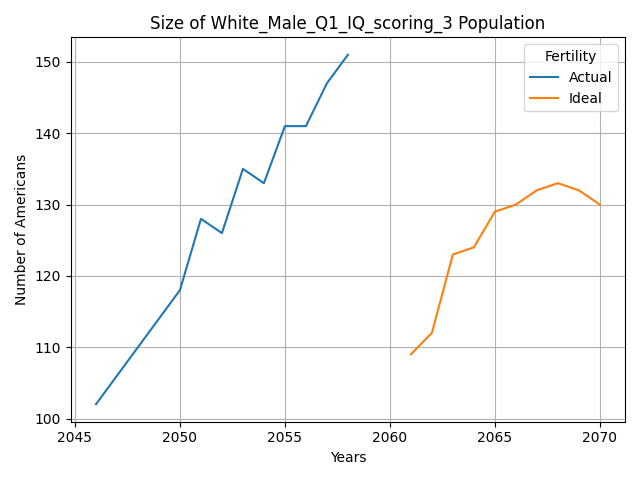 Size of White_Male_Q1_IQ_scoring_3 Population
Fertility
Actual
Ideal
Number of Americans
150
140
130
120
110
100
2045
2050
2055
2060
2065
2070
Years